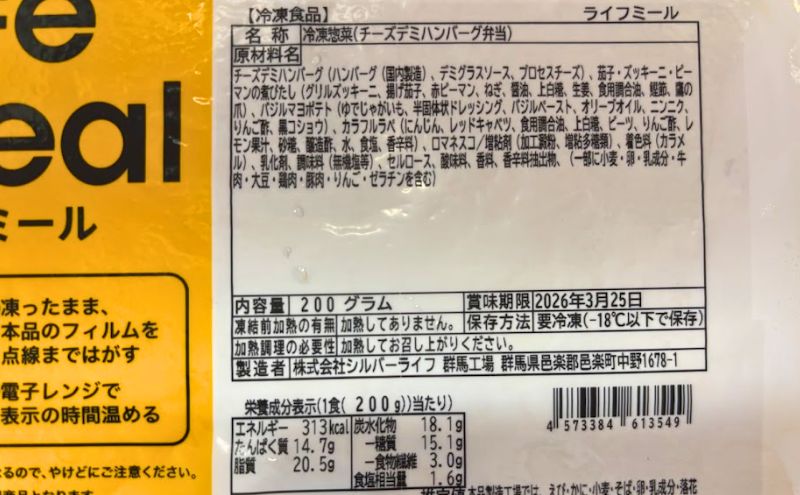 fe
eal
ミール
凍ったまま、
本品のフィルムを
点線まではがす
電子レンジで
表示の時間温める
なるので、やけどにご注意ください。
【冷凍食品】 ライフミール
名 称 冷凍惣菜(チーズデミハンバーグ弁当)
原材料名
チーズデミハンバーグ(ハンバーグ(国内製造)、デミグラスソース、プロセスチーズ)、茄子・ズッキーニ・ピー
マンの煮びたし(グリルズッキーニ、揚げ茄子、赤ピーマン、ねぎ、醤油、上白糖、生姜、食用調合油、鰹節、鷹の
爪)、バジルマヨポテト(ゆでじゃがいも、半固体状ドレッシング、バジルペースト、オリーブオイル、ニンニク、
りんご酢、黒コショウ)、カラフルラペ(にんじん、レッドキャベツ、食用調合油、上白糖、ビーツ、りんご酢、レ
モン果汁、砂糖、醸造酢、水、食塩、香辛料)、ロマネスコ/増粘剤(加工澱粉、増粘多糖類)、着色料(カラメ
ル)、乳化剤、調味料(無機塩等)、セルロース、酸味料、香料、香辛料抽出物、(一部に小麦・卵・乳成分・牛
肉・大豆・鶏肉・豚肉・りんご・ゼラチンを含む)
内容量 200 グラム 賞味期限 2026年3月25日
凍結前加熱の有無 加熱してありません。 保存方法 要冷凍(-18℃以下で保存)
加熱調理の必要性 加熱してお召し上がりください。
製造者 株式会社シルバーライフ 群馬工場 群馬県邑楽郡邑楽町中野1678-1
栄養成分表示(1食(200g)当たり)
エネルギー 313kcal 炭水化物 18.1g
たんぱく質 14.7g －糖質 15.1g
脂質 20.5g －食物繊維 3.0g
食塩相当量 1.6g
推定値
4 573384 613549
本品製造工場では、えび・かに・小麦・そば・卵・乳成分・落花